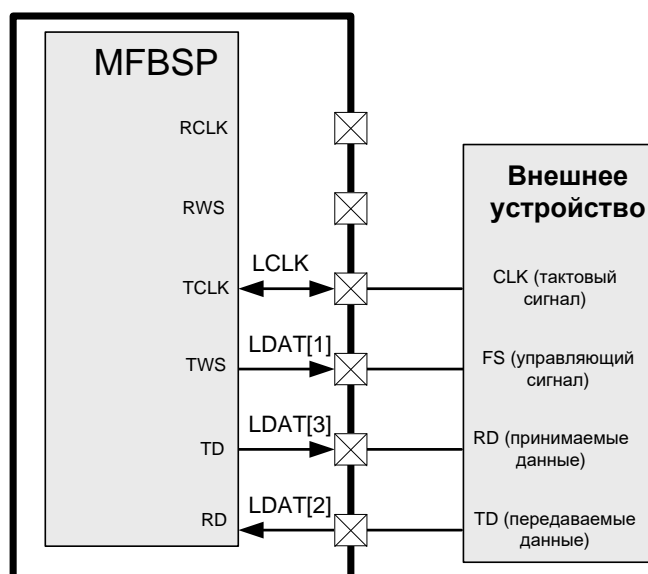 MFBSP
RCLK
RWS
TCLK
TWS
TD
RD
LCLK
LDAT[1]
LDAT[3]
LDAT[2]
Внешнее
устройство
CLK (тактовый
сигнал)
FS (управляющий
сигнал)
RD (принимаемые
данные)
TD (передаваемые
данные)